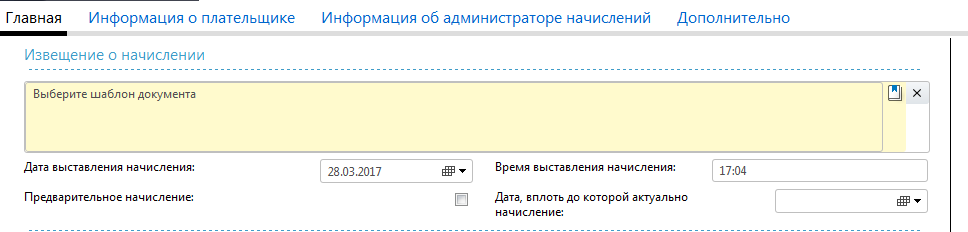 Главная Информация о плательщике Информация об администраторе начислений Дополнительно
Извещение о начислении
Выберите шаблон документа
Дата выставления начисления: 28.03.2017 Время выставления начисления: 17:04
Предварительное начисление: Дата, вплоть до которой актуально
начисление: